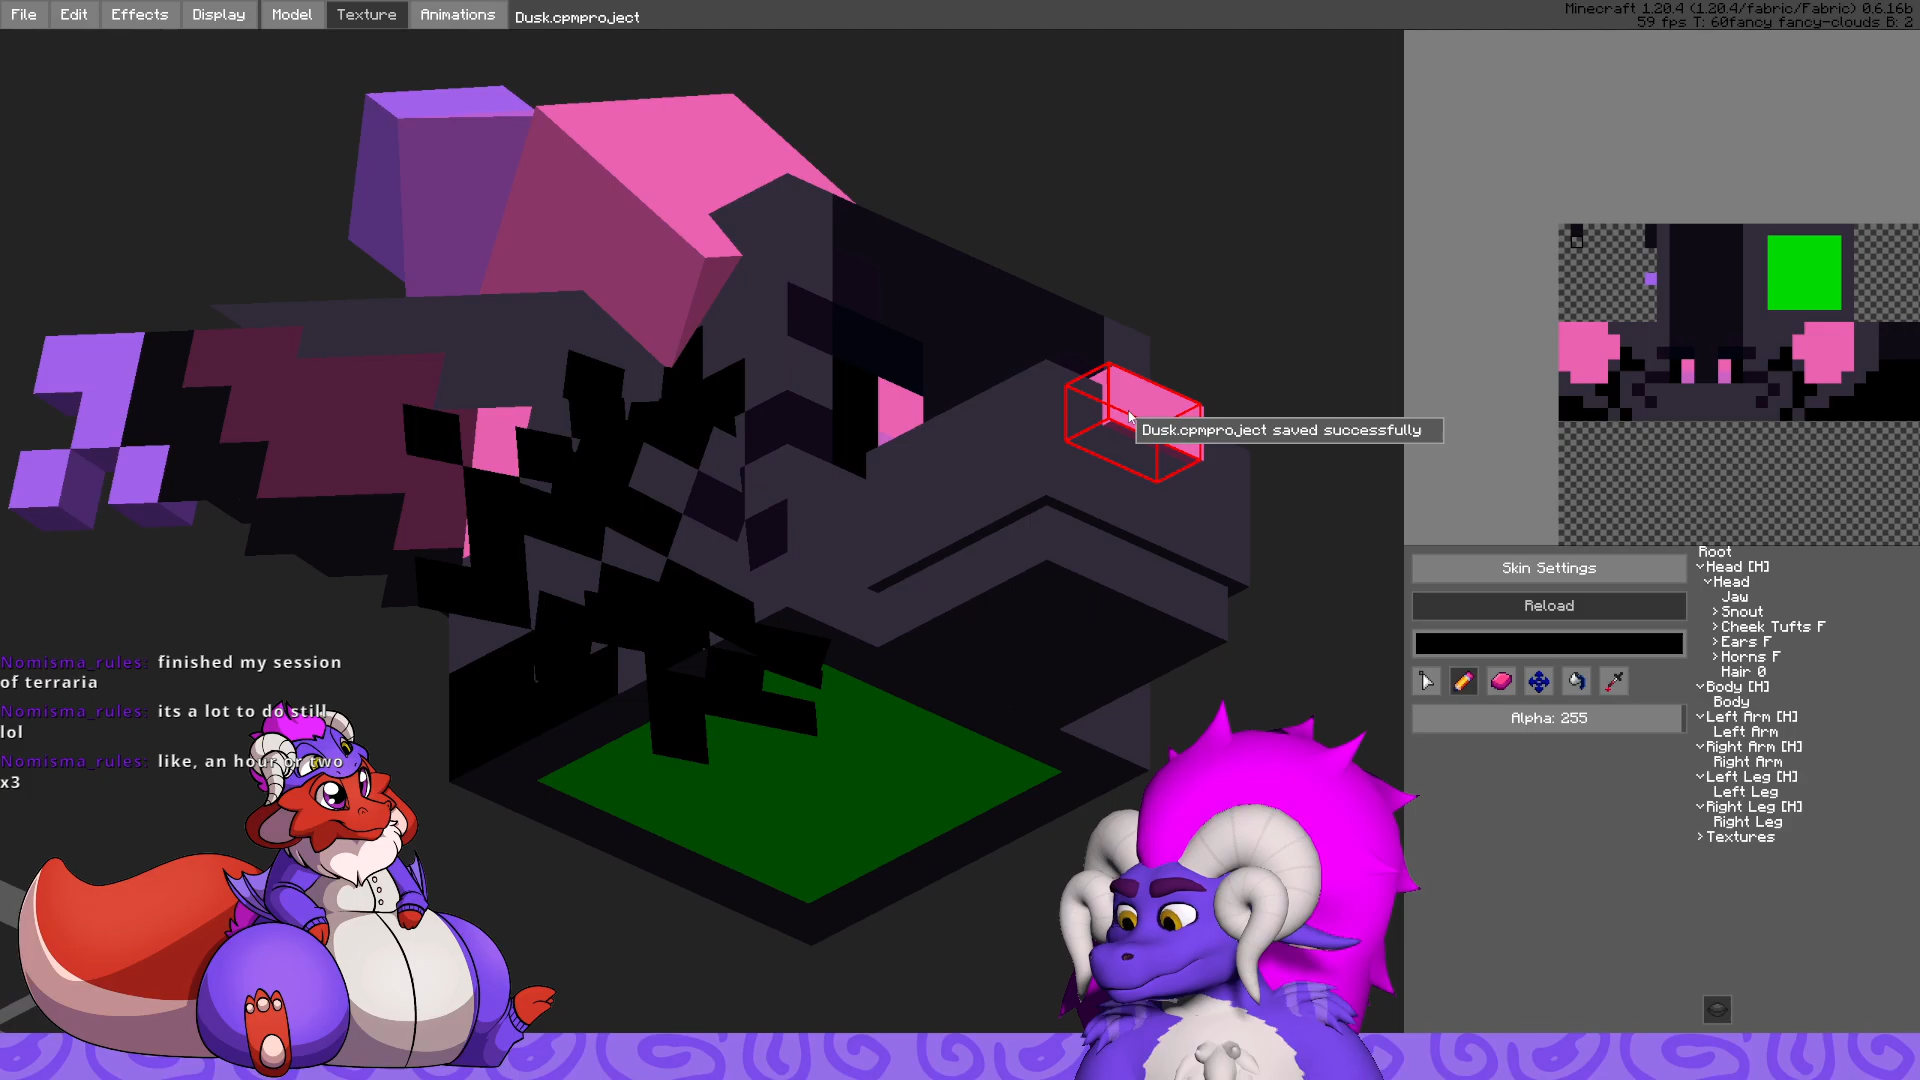 File Edit Effects Display Model Texture Animations Dusk.cpmproject
Minecraft 1.20.4 (1.20.4/fabric/Fabric) 0.6.16b
59 fps T: 60fancy fancy-clouds B: 2
Dusk.cpmproject saved successfully
Skin Settings
Reload
Alpha: 255
Root
Head [H]
Head
Jaw
Snout
Cheek Tufts F
Ears F
Horns F
Hair 0
Body [H]
Body
Left Arm [H]
Left Arm
Right Arm [H]
Right Arm
Left Leg [H]
Left Leg
Right Leg [H]
Right Leg
Textures
Nomisma_rules: finished my session
of terraria
Nomisma_rules: its a lot to do still
lol
Nomisma_rules: like, an hour or two
x3